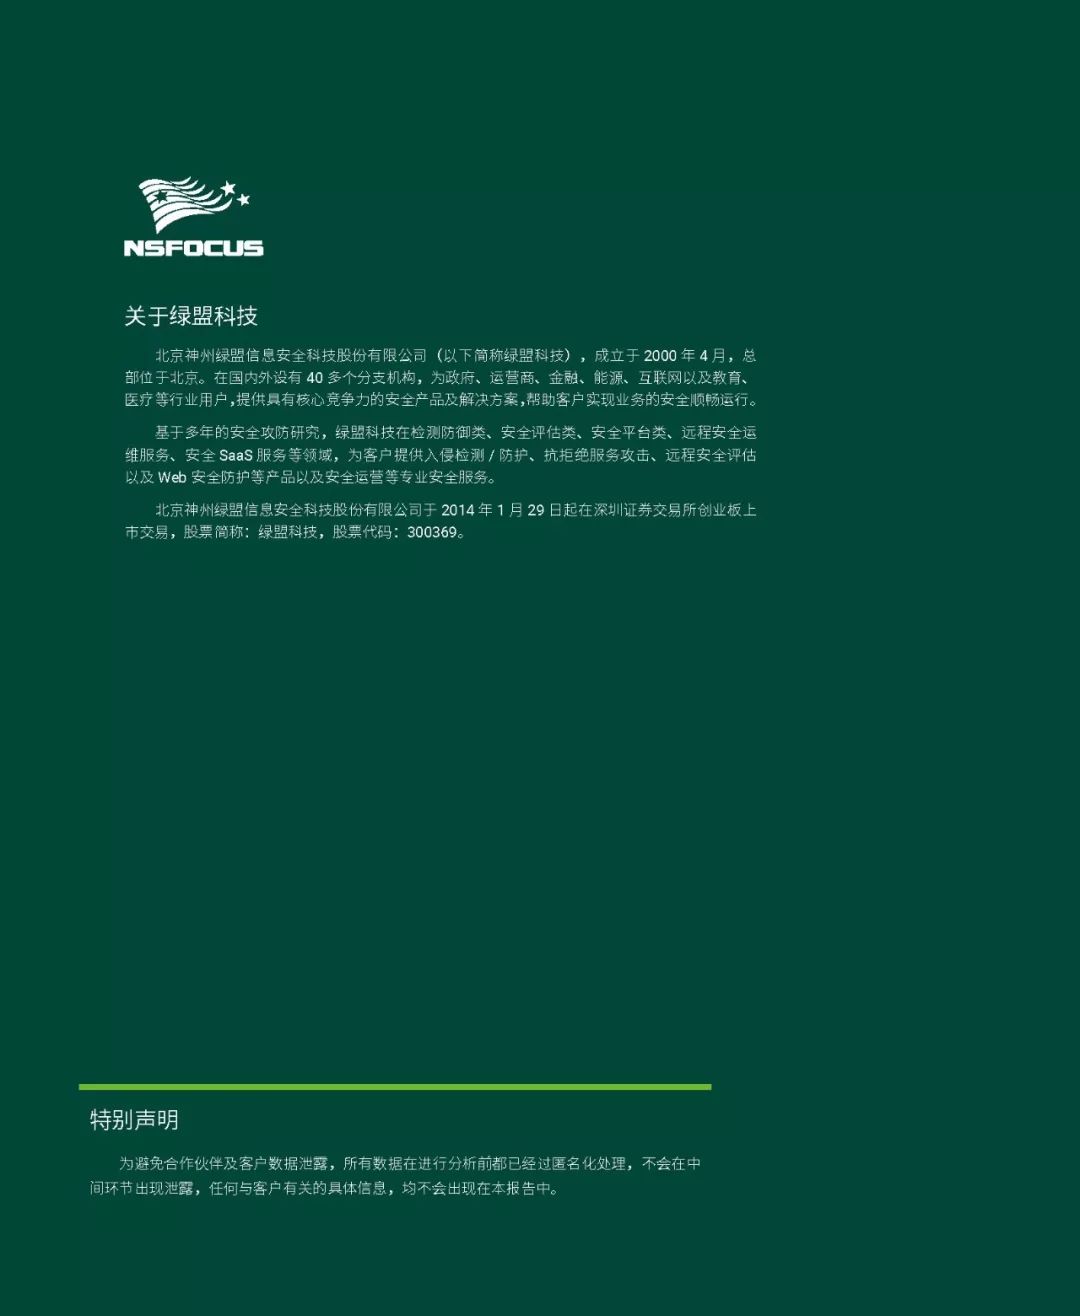 NSFOCUS
关于绿盟科技
北京神州绿盟信息安全科技股份有限公司（以下简称绿盟科技），成立于 2000 年 4 月，总
部位于北京。在国内外设有 40 多个分支机构，为政府、运营商、金融、能源、互联网以及教育、
医疗等行业用户，提供具有核心竞争力的安全产品及解决方案，帮助客户实现业务的安全顺畅运行。
基于多年的安全攻防研究，绿盟科技在检测防御类、安全评估类、安全平台类、远程安全运
维服务、安全 SaaS 服务等领域，为客户提供入侵检测 / 防护、抗拒绝服务攻击、远程安全评估
以及 Web 安全防护等产品以及安全运营等专业安全服务。
北京神州绿盟信息安全科技股份有限公司于 2014 年 1 月 29 日起在深圳证券交易所创业板上
市交易，股票简称：绿盟科技，股票代码：300369。
特别声明
为避免合作伙伴及客户数据泄露，所有数据在进行分析前都已经过匿名化处理，不会在中
间环节出现泄露，任何与客户有关的具体信息，均不会出现在本报告中。